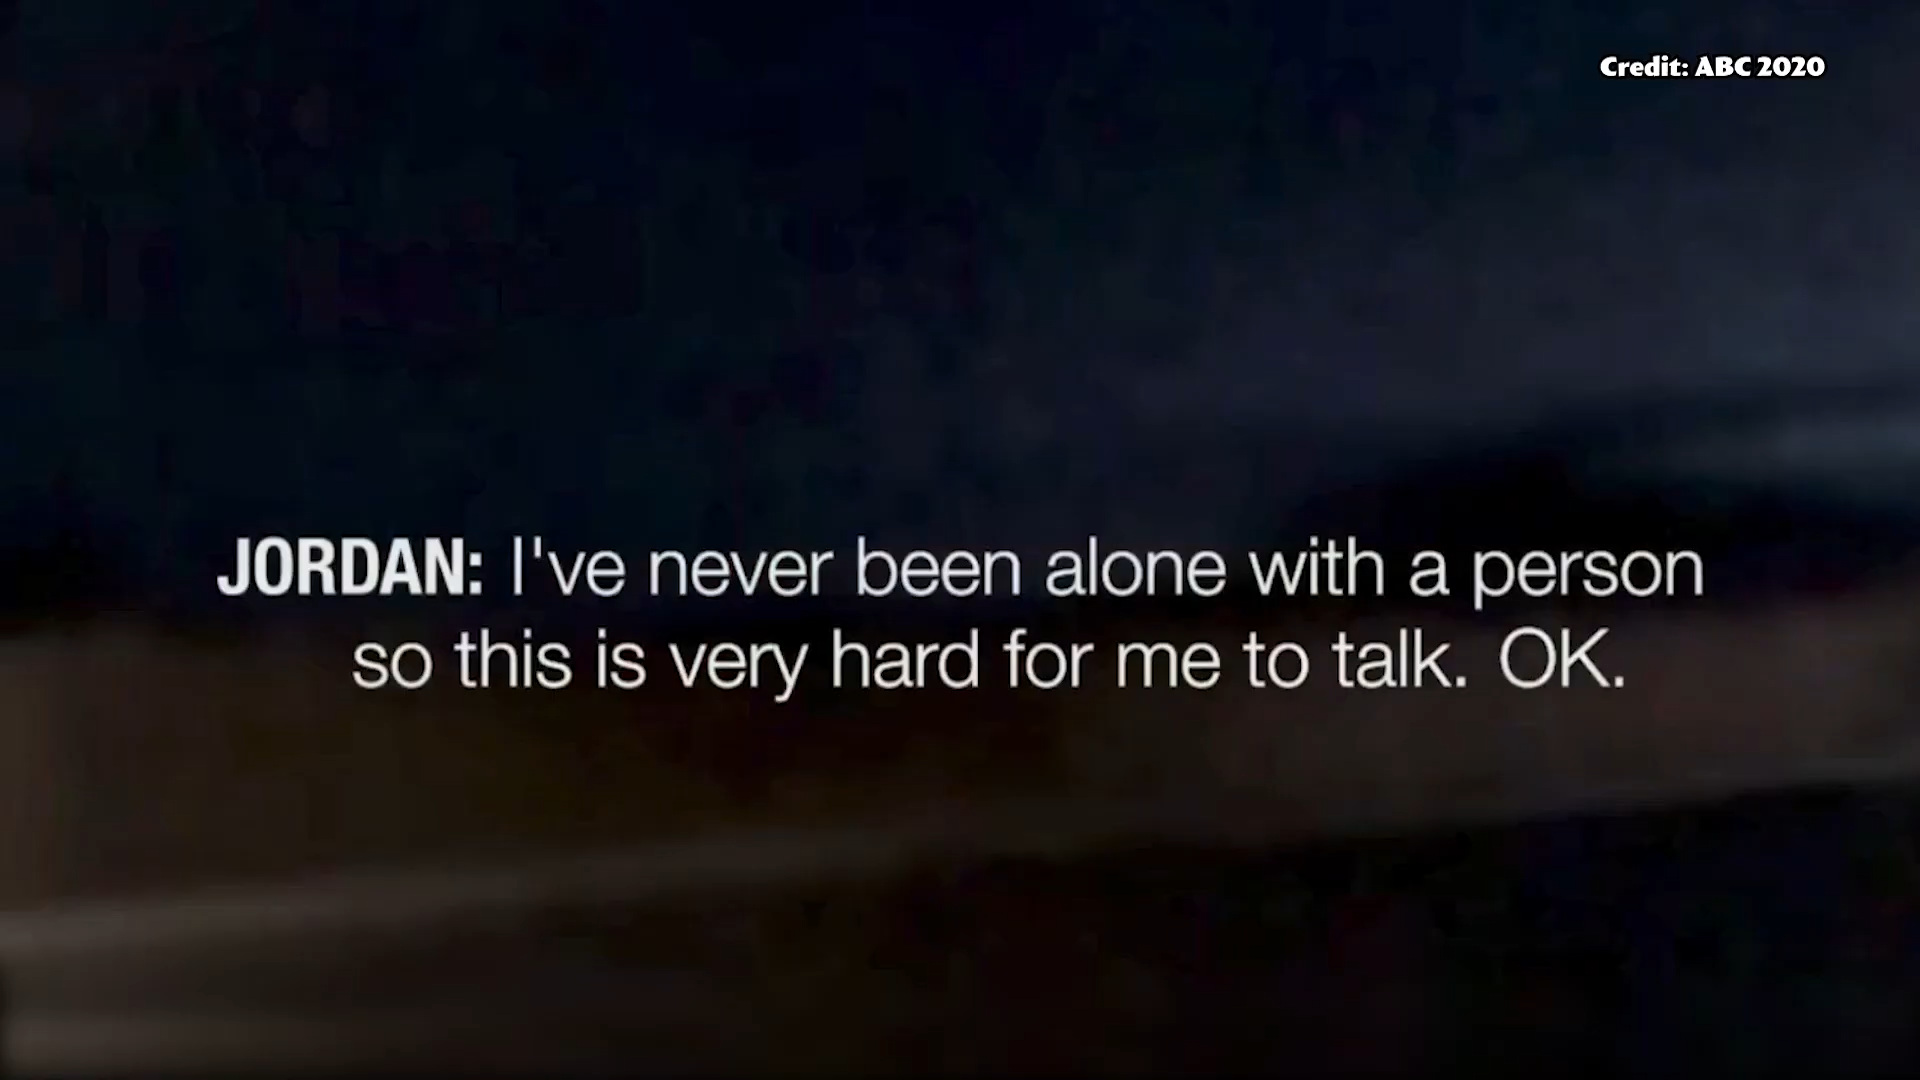 Credit: ABC 2020
JORDAN: I've never been alone with a person
so this is very hard for me to talk. OK.